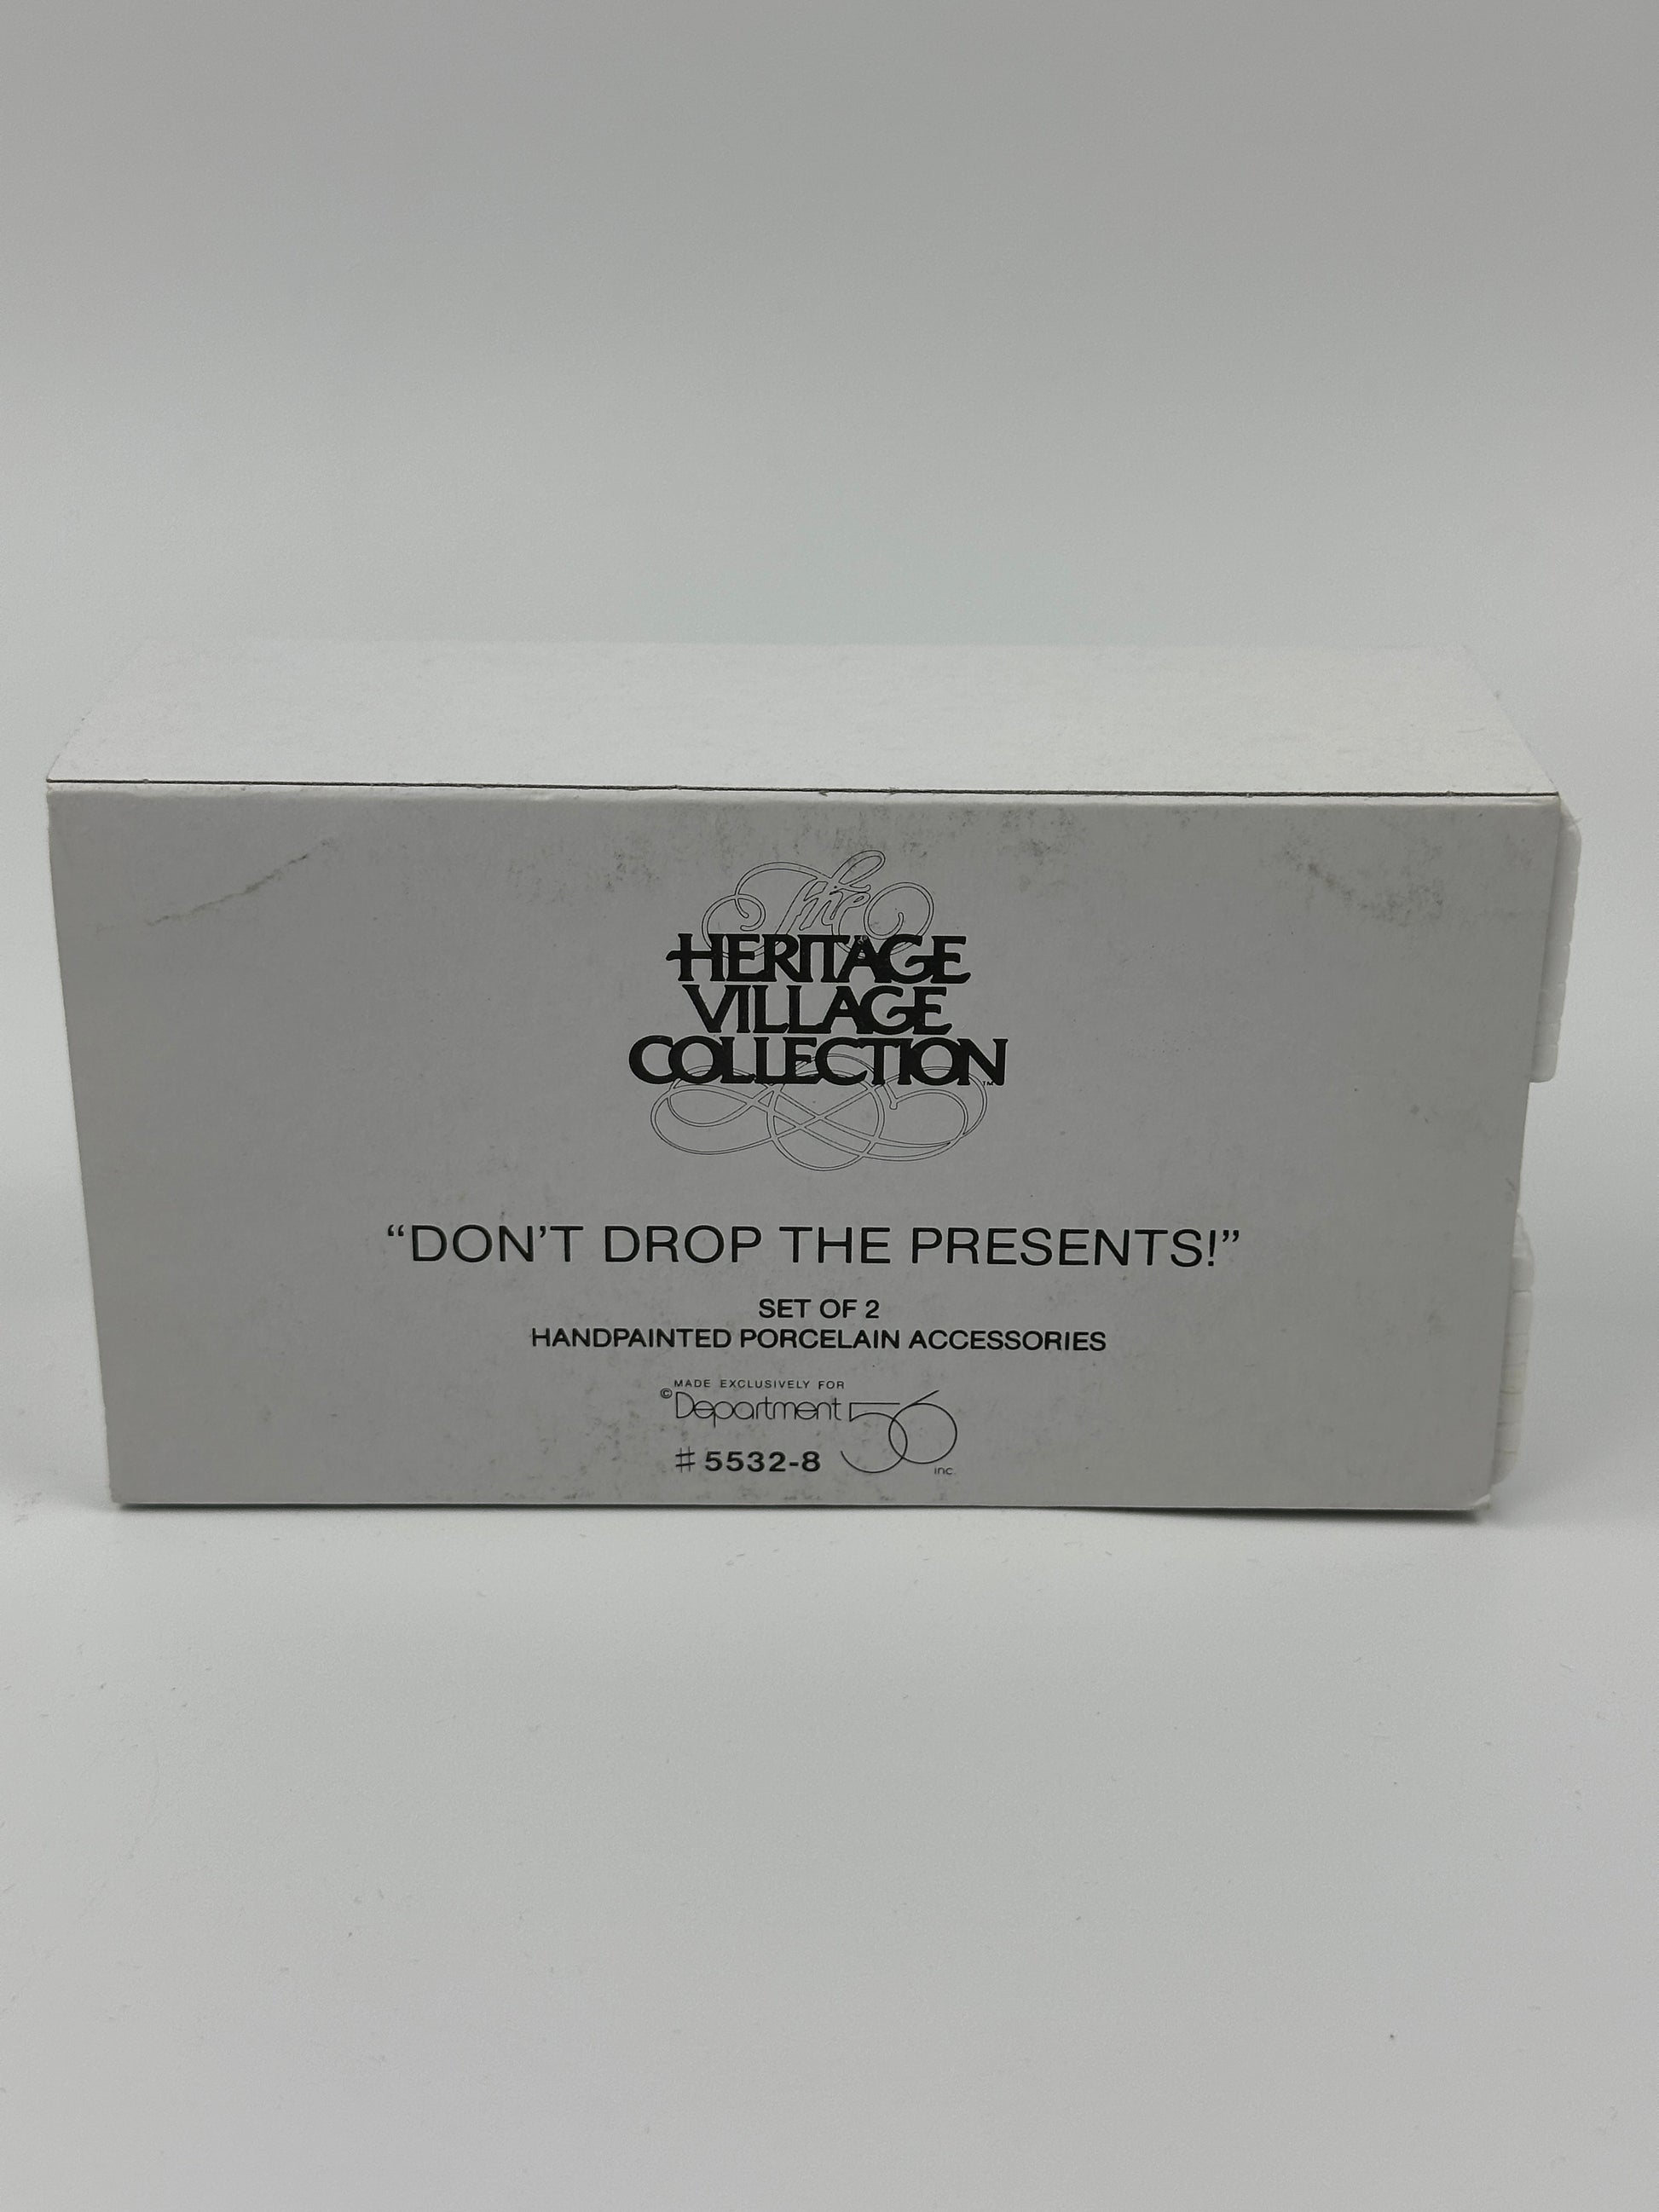 The
HERITAGE
VILLAGE
COLLECTION™
“DON’T DROP THE PRESENTS!”
SET OF 2
HANDPAINTED PORCELAIN ACCESSORIES
MADE EXCLUSIVELY FOR
©Department 56
inc.
#5532-8